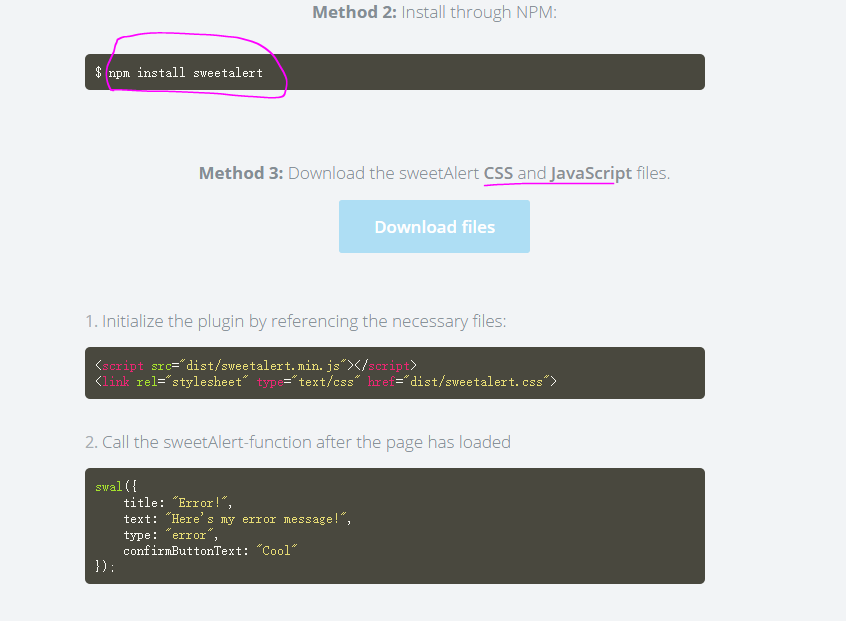 Method 2: Install through NPM:
$ npm install sweetalert
Method 3: Download the sweetAlert CSS and JavaScript files.
Download files
1. Initialize the plugin by referencing the necessary files:
<script src="dist/sweetalert.min.js"></script>
<link rel="stylesheet" type="text/css" href="dist/sweetalert.css">
2. Call the sweetAlert-function after the page has loaded
swal({
    title: "Error!",
    text: "Here's my error message!",
    type: "error",
    confirmButtonText: "Cool"
});